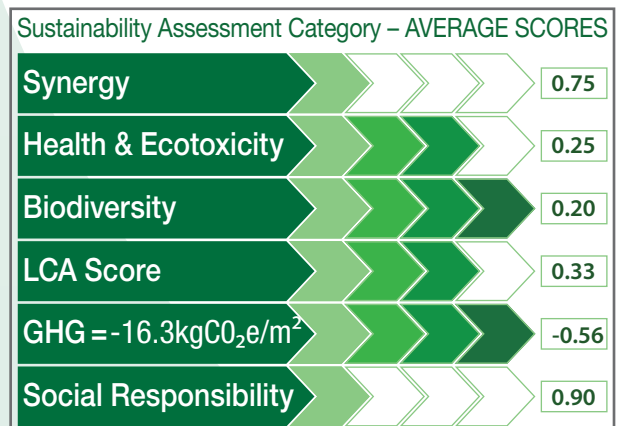 Sustainability Assessment Category – AVERAGE SCORES
Synergy 0.75
Health & Ecotoxicity 0.25
Biodiversity 0.20
LCA Score 0.33
GHG = -16.3kgC0₂e/m² -0.56
Social Responsibility 0.90